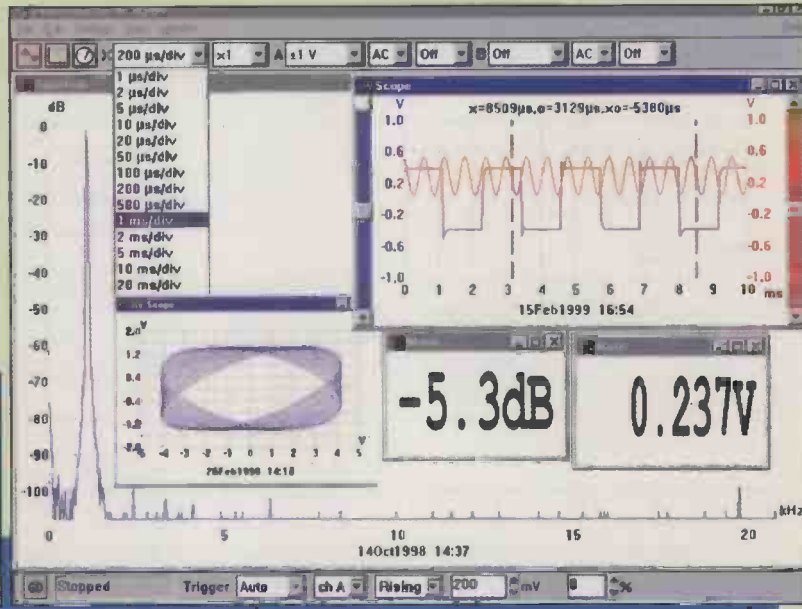 200 µs/div x1 A ±1 V AC Off B Off AC Off
1 µs/div
2 µs/div
5 µs/div
10 µs/div
20 µs/div
50 µs/div
100 µs/div
200 µs/div
500 µs/div
1 ms/div
2 ms/div
5 ms/div
10 ms/div
20 ms/div
dB
0
-10
-20
-30
-40
-50
-60
-70
-80
-90
-100
0 5 10 15 20 kHz
14Oct1998 14:37
Scope
x=8509µs,o=3129µs,xo=-5380µs
V V
1.0 1.0
0.6 0.6
0.2 0.2
-0.2 -0.2
-0.6 -0.6
-1.0 -1.0
0 1 2 3 4 5 6 7 8 9 10 ms
15Feb1999 16:54
Scope
V
2.0
1.2
0.4
-0.4
-1.2
-2.0
-4 -3 -2 -1 0 1 2 3 4 5
V
14:10
-5.3dB
0.237V
Stopped Trigger Auto ch A Rising 200 mV %